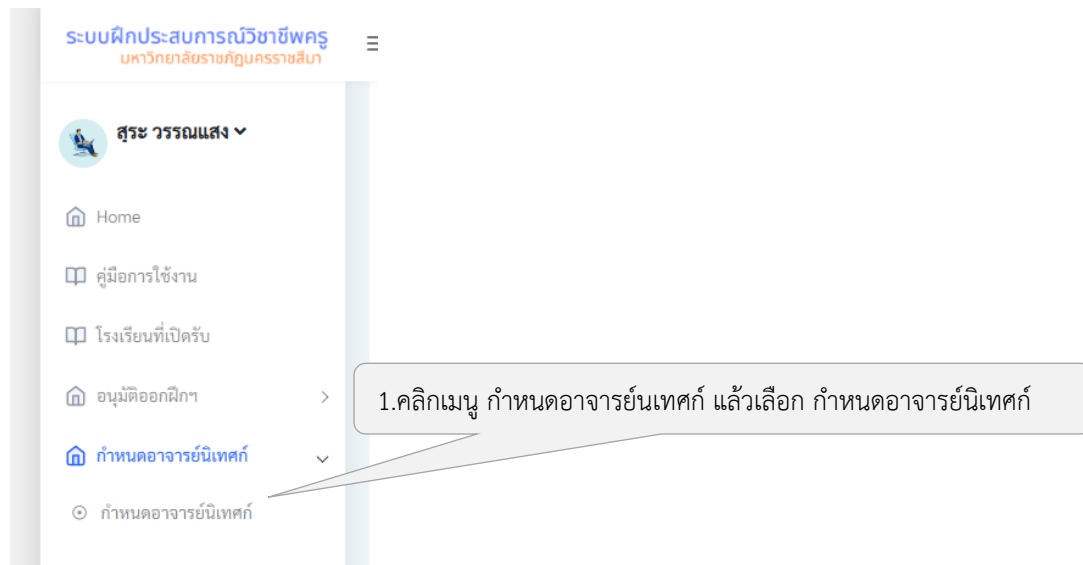 ระบบฝึกประสบการณ์วิชาชีพครู
มหาวิทยาลัยราชภัฏนครราชสีมา
สุระ วรรณแสง
Home
คู่มือการใช้งาน
โรงเรียนที่เปิดรับ
อนุมัติออกฝึกฯ
1.คลิกเมนู กำหนดอาจารย์นเทศก์ แล้วเลือก กำหนดอาจารย์นิเทศก์
กำหนดอาจารย์นิเทศก์
กำหนดอาจารย์นิเทศก์